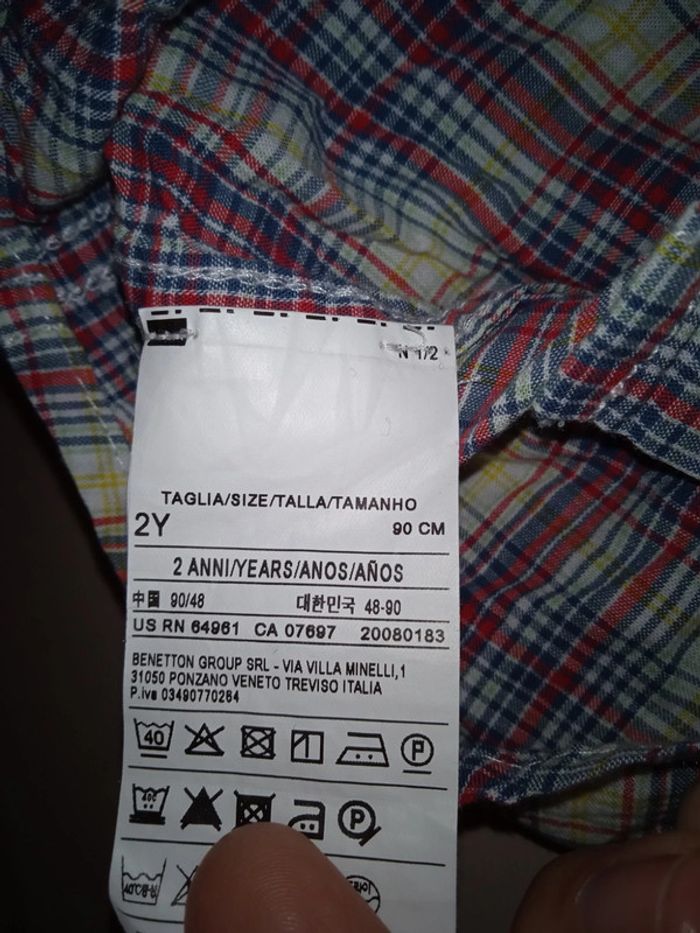 N 1/2
TAGLIA/SIZE/TALLA/TAMANHO
2Y 90 CM
2 ANNI/YEARS/ANOS/AÑOS
中国 90/48 대한민국 48-90
US RN 64961 CA 07697 20080183
BENETTON GROUP SRL - VIA VILLA MINELLI,1
31050 PONZANO VENETO TREVISO ITALIA
P.iva 03490770264
40 P
40C P